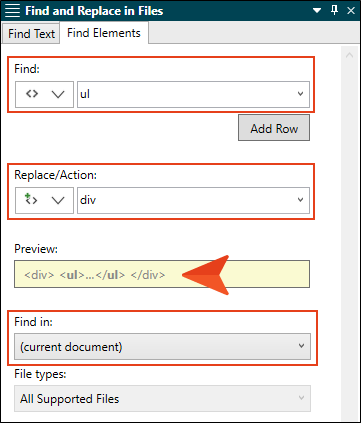 Find and Replace in Files
Find Text Find Elements
Find:
<> ul
Add Row
Replace/Action:
div
Preview:
<div> <ul>...</ul> </div>
Find in:
(current document)
File types:
All Supported Files